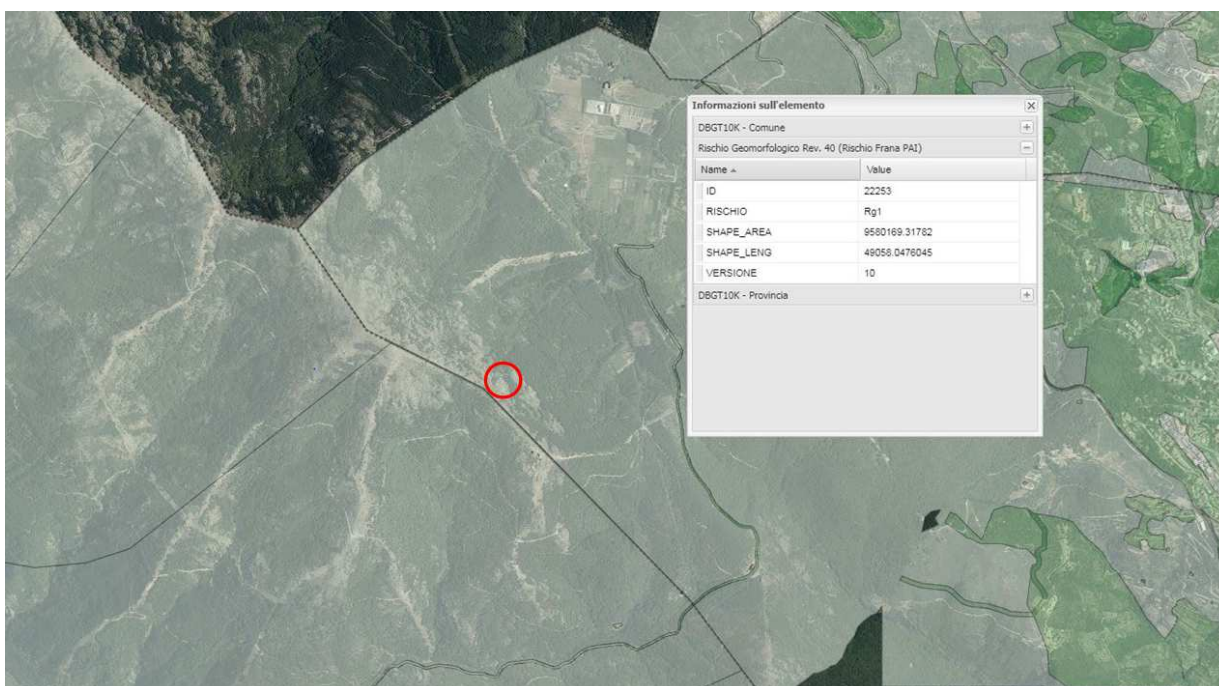 Informazioni sull'elemento
DBGT10K - Comune
Rischio Geomorfologico Rev. 40 (Rischio Frana PAI)
Name Value
ID 22253
RISCHIO Rg1
SHAPE_AREA 9580169.31782
SHAPE_LENG 49058.0476045
VERSIONE 10
DBGT10K - Provincia